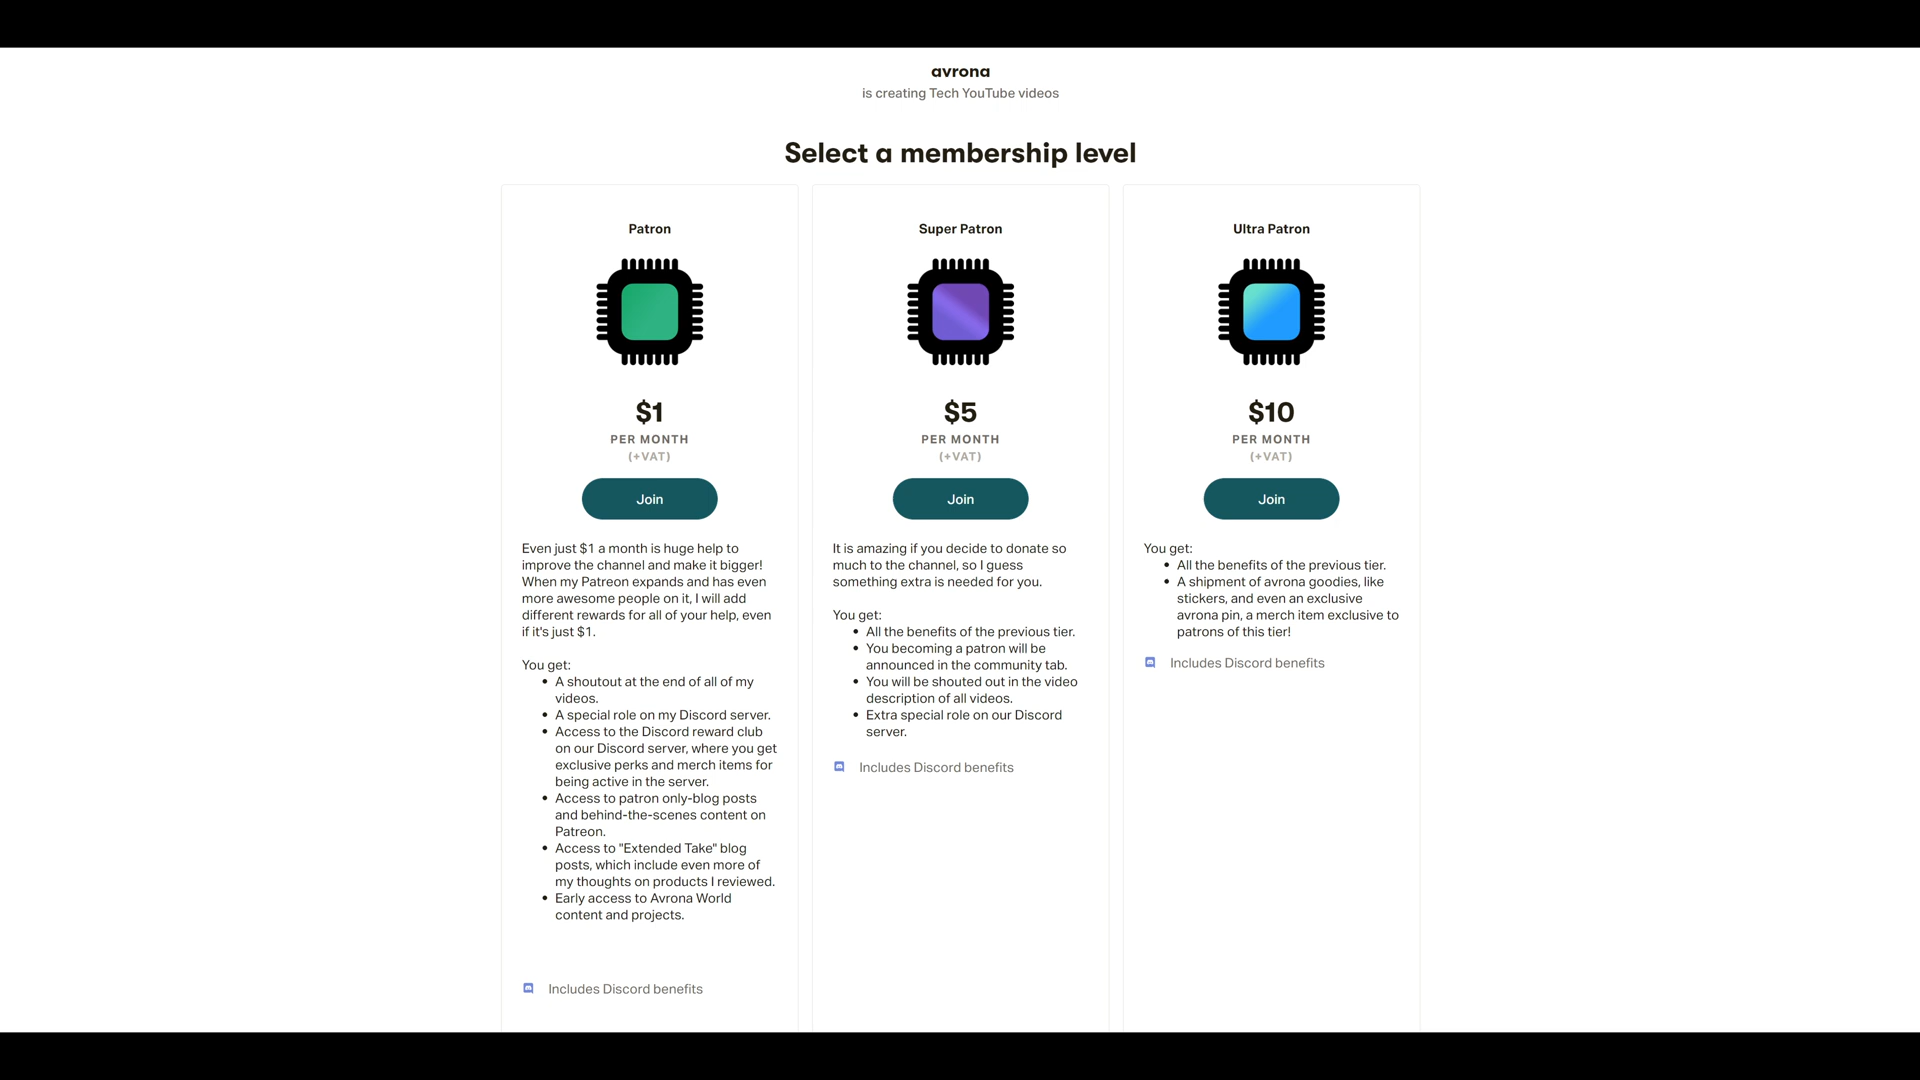 avrona
is creating Tech YouTube videos
Select a membership level
Patron
$1
PER MONTH
(+VAT)
Join
Even just $1 a month is huge help to
improve the channel and make it bigger!
When my Patreon expands and has even
more awesome people on it, I will add
different rewards for all of your help, even
if it's just $1.
You get:
• A shoutout at the end of all of my
videos.
• A special role on my Discord server.
• Access to the Discord reward club
on our Discord server, where you get
exclusive perks and merch items for
being active in the server.
• Access to patron only-blog posts
and behind-the-scenes content on
Patreon.
• Access to "Extended Take" blog
posts, which include even more of
my thoughts on products I reviewed.
• Early access to Avrona World
content and projects.
Includes Discord benefits
Super Patron
$5
PER MONTH
(+VAT)
Join
It is amazing if you decide to donate so
much to the channel, so I guess
something extra is needed for you.
You get:
• All the benefits of the previous tier.
• You becoming a patron will be
announced in the community tab.
• You will be shouted out in the video
description of all videos.
• Extra special role on our Discord
server.
Includes Discord benefits
Ultra Patron
$10
PER MONTH
(+VAT)
Join
You get:
• All the benefits of the previous tier.
• A shipment of avrona goodies, like
stickers, and even an exclusive
avrona pin, a merch item exclusive to
patrons of this tier!
Includes Discord benefits